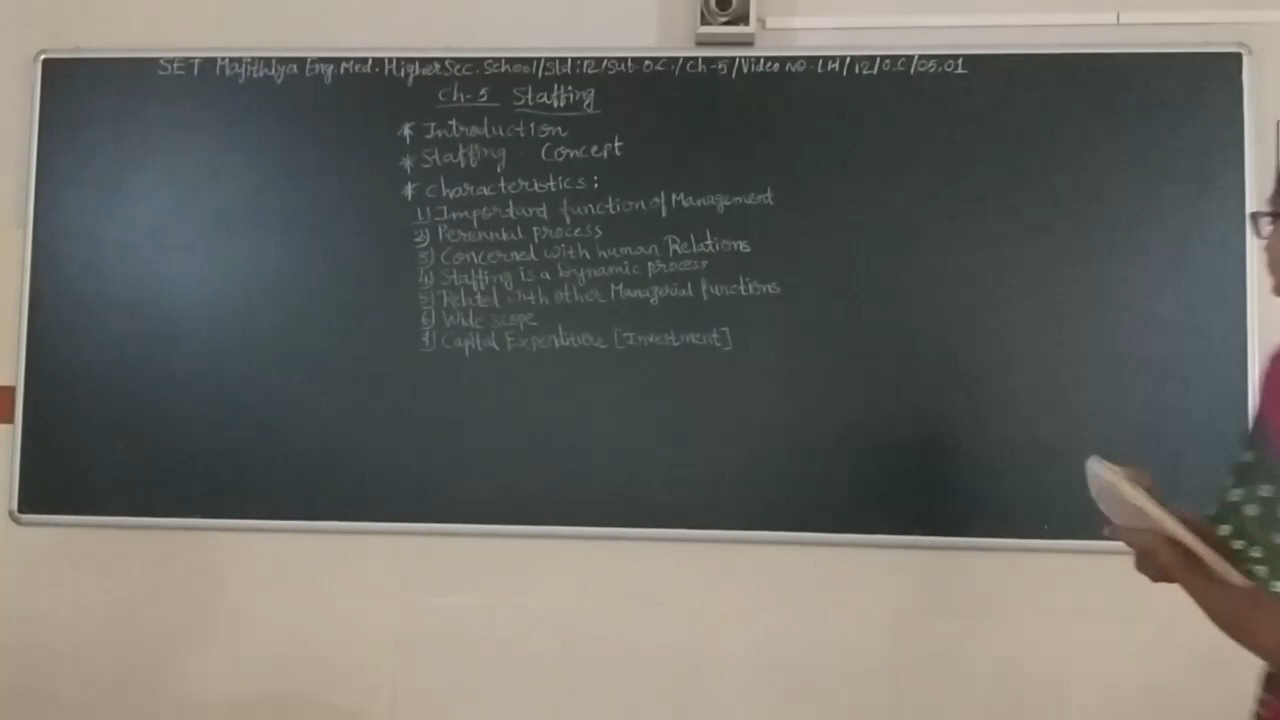 SET Majithiya Eng.Med. Higher Sec. School/Std:12/Sub-O.C./Ch-5/Video No-LH/12/O.C/05.01
Ch-5 Staffing
* Introduction
* Staffing - Concept
* Characteristics:
1) Important function of Management
2) Perennial process
3) Concerned with human Relations
4) Staffing is a Dynamic process
5) Related with other Managerial functions
6) Wide scope
7) Capital Expenditure [Investment]